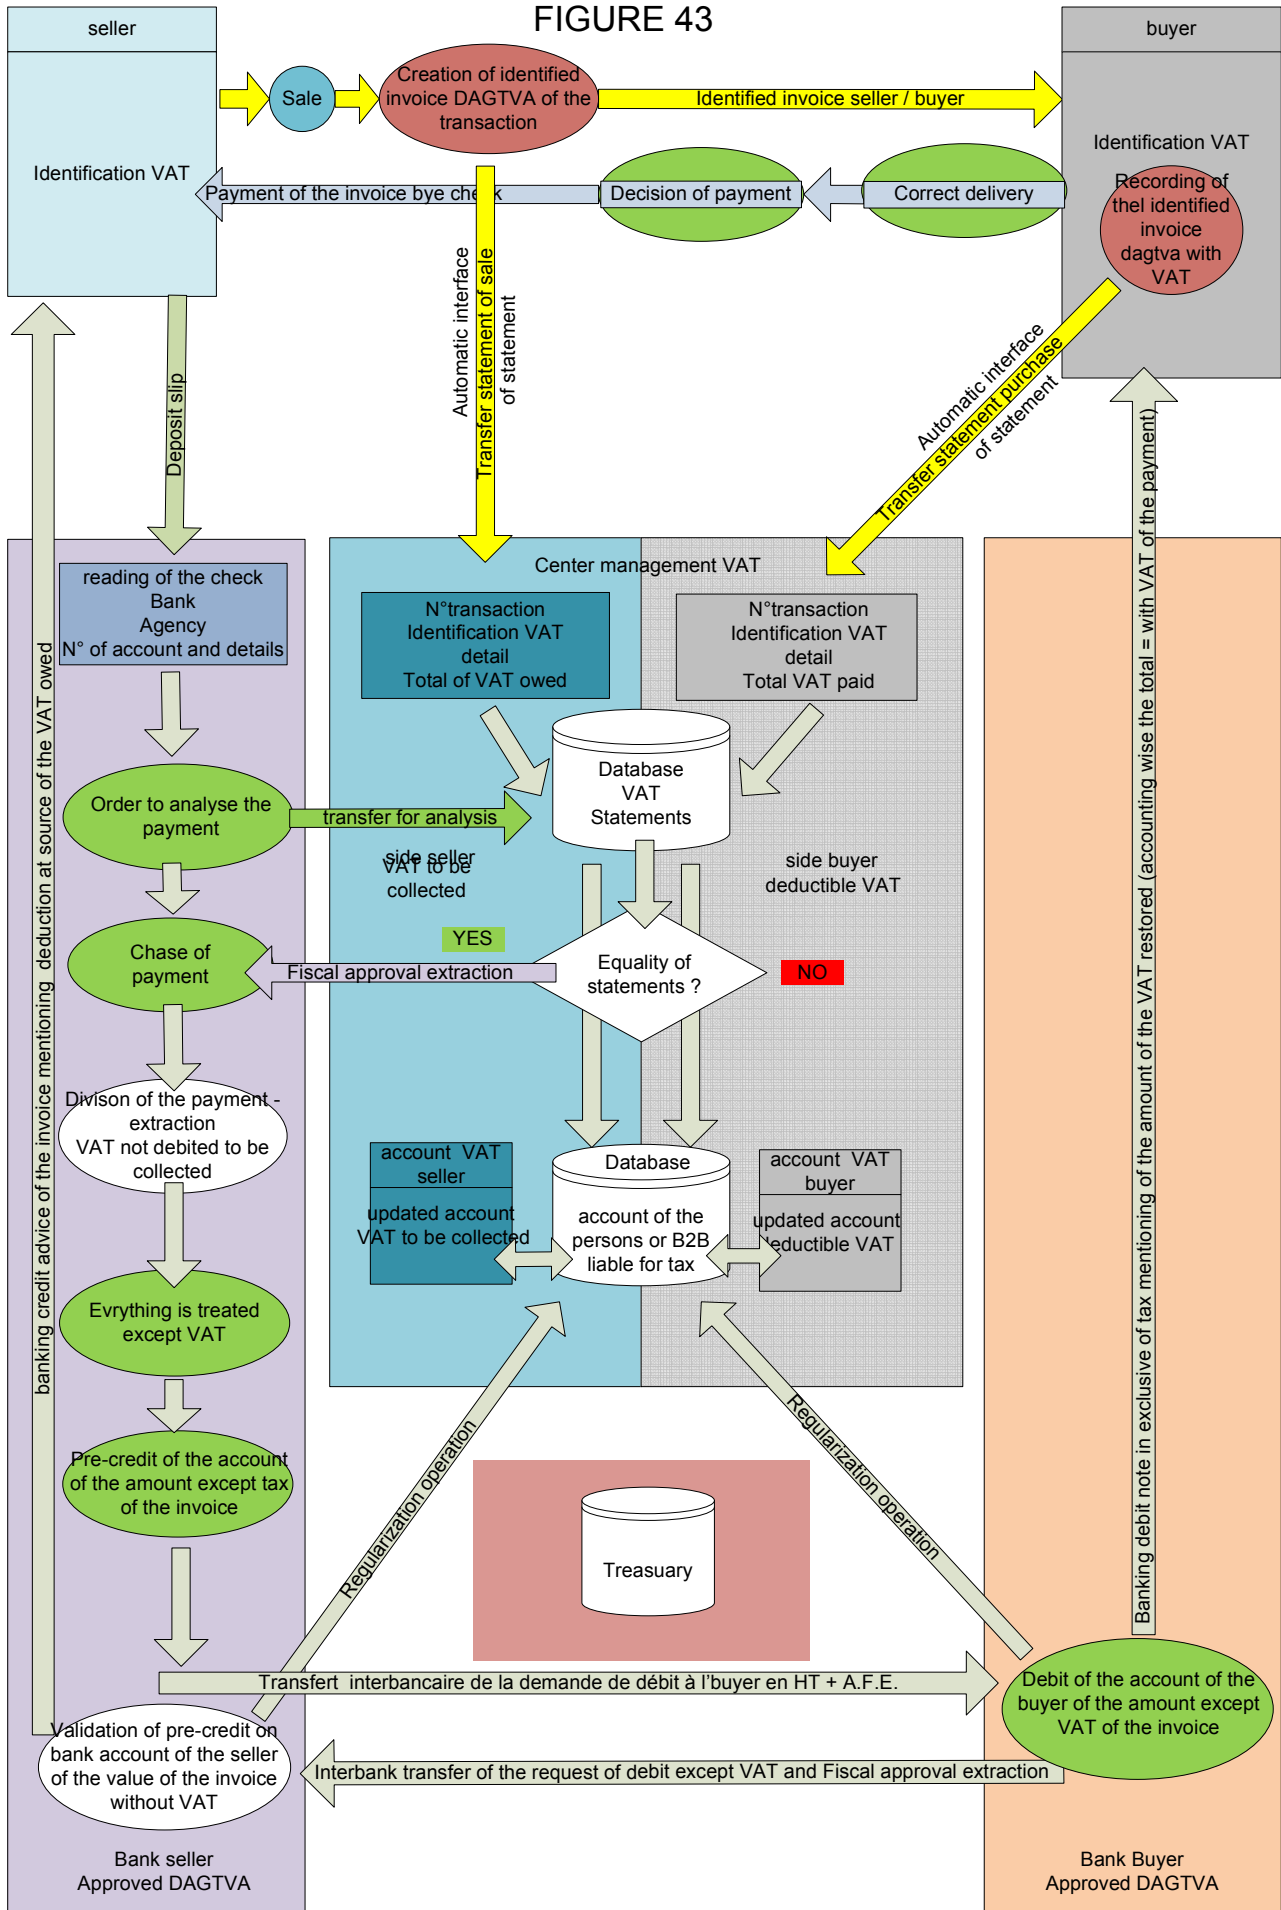 FIGURE 43
seller
buyer
Sale
Creation of identified
invoice DAGTVA of the
transaction
Identified invoice seller / buyer
Identification VAT
Identification VAT
Payment of the invoice bye check
Decision of payment
Correct delivery
Recording of
thel identified
invoice
dagtva with
VAT
Deposit slip
Automatic interface
Transfer statement of sale
of statement
Automatic interface
Transfer statement purchase
of statement
Center management VAT
reading of the check
Bank
Agency
N° of account and details
N°transaction
Identification VAT
detail
Total of VAT owed
N°transaction
Identification VAT
detail
Total VAT paid
Database
VAT
Statements
Order to analyse the
payment
transfer for analysis
side seller
VAT to be
collected
side buyer
deductible VAT
YES
Chase of
payment
Fiscal approval extraction
Equality of
statements ?
NO
Divison of the payment -
extraction
VAT not debited to be
collected
account VAT
seller
updated account
VAT to be collected
Database
account of the
persons or B2B
liable for tax
account VAT
buyer
updated account
deductible VAT
Evrything is treated
except VAT
Pre-credit of the account
of the amount except tax
of the invoice
Regularization operation
Regularization operation
Treasuary
Transfert interbancaire de la demande de débit à l’buyer en HT + A.F.E.
Debit of the account of the
buyer of the amount except
VAT of the invoice
Validation of pre-credit on
bank account of the seller
of the value of the invoice
without VAT
Interbank transfer of the request of debit except VAT and Fiscal approval extraction
banking credit advice of the invoice mentioning deduction at source of the VAT owed
Banking debit note in exclusive of tax mentioning of the amount of the VAT restored (accounting wise the total = with VAT of the payment)
Bank seller
Approved DAGTVA
Bank Buyer
Approved DAGTVA